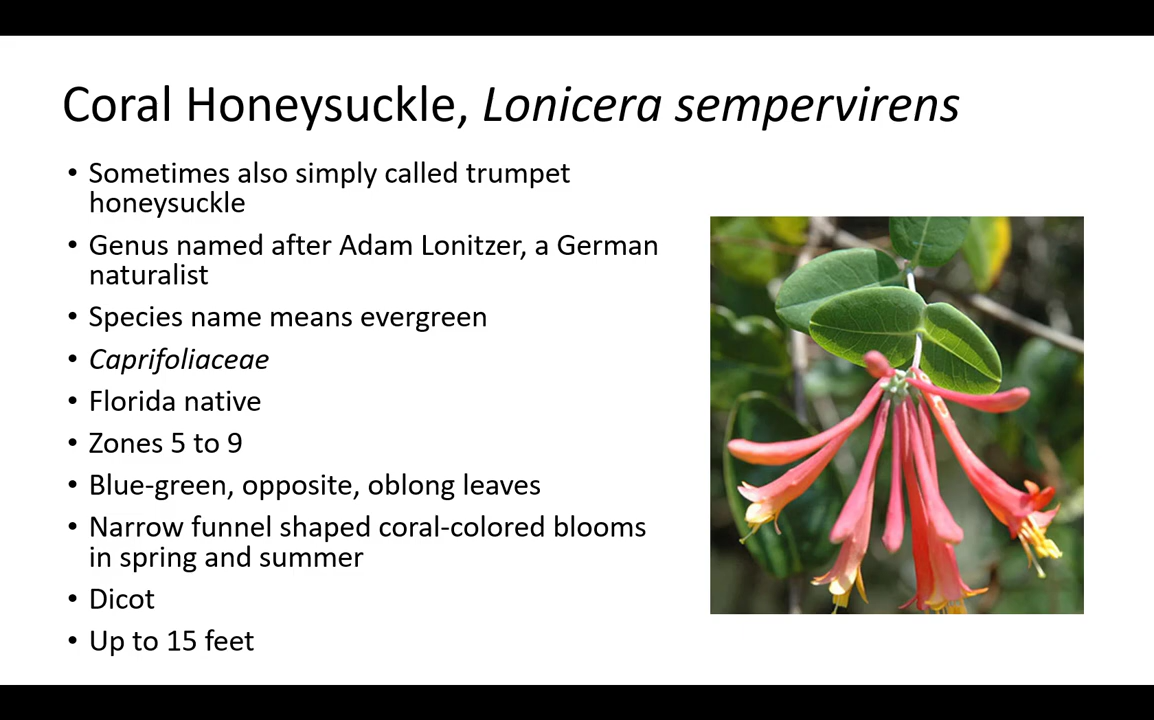 Coral Honeysuckle, Lonicera sempervirens
• Sometimes also simply called trumpet
honeysuckle
• Genus named after Adam Lonitzer, a German
naturalist
• Species name means evergreen
• Caprifoliaceae
• Florida native
• Zones 5 to 9
• Blue-green, opposite, oblong leaves
• Narrow funnel shaped coral-colored blooms
in spring and summer
• Dicot
• Up to 15 feet